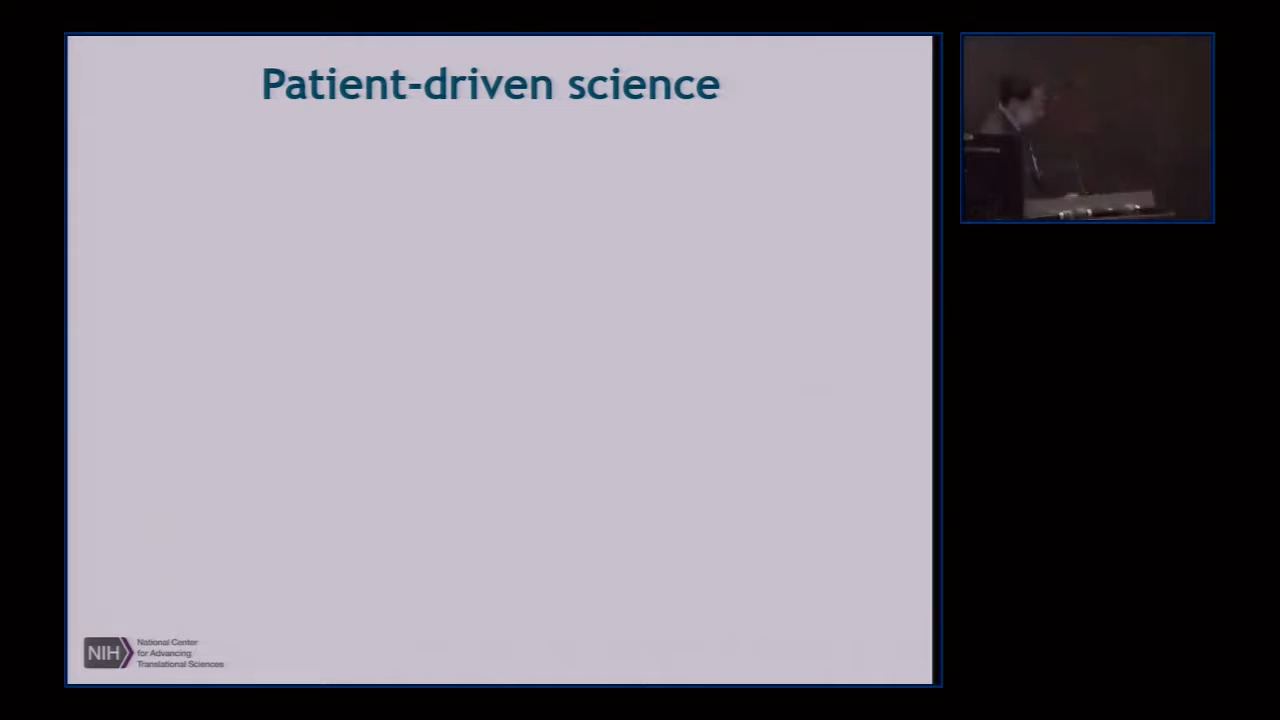 Patient-driven science
NIH
National Center
for Advancing
Translational Sciences